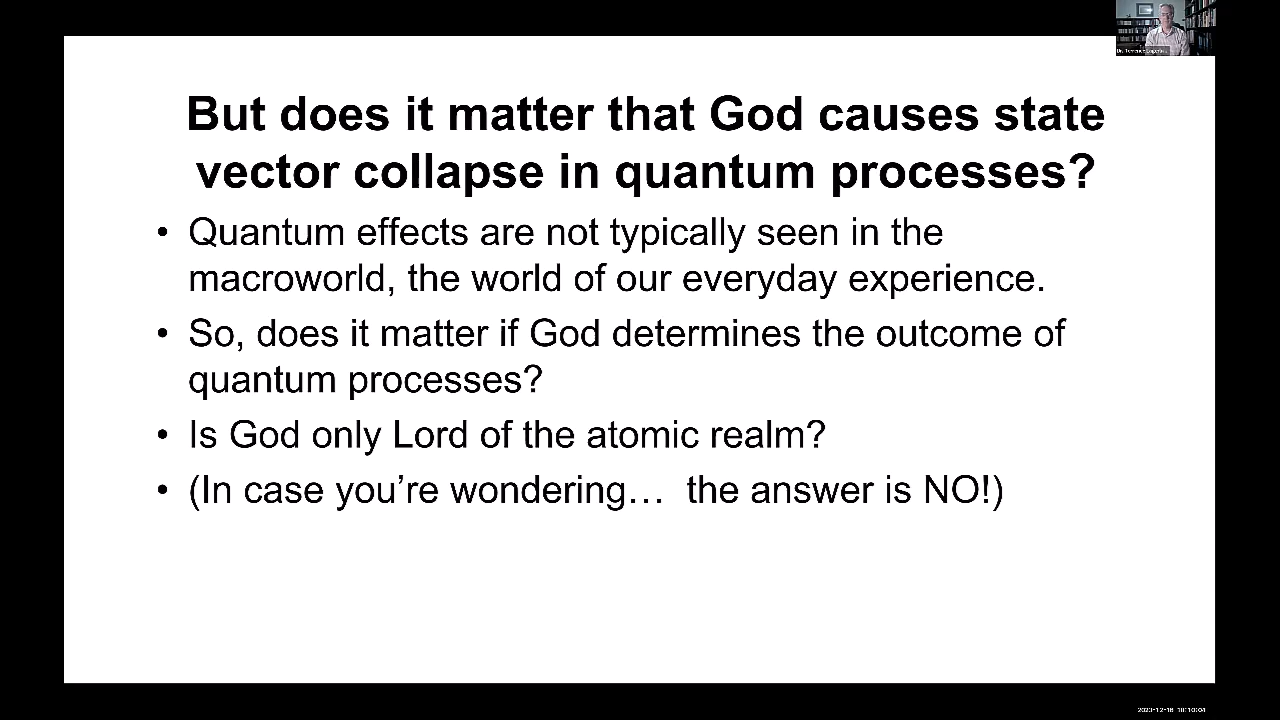 But does it matter that God causes state
vector collapse in quantum processes?
• Quantum effects are not typically seen in the
macroworld, the world of our everyday experience.
• So, does it matter if God determines the outcome of
quantum processes?
• Is God only Lord of the atomic realm?
• (In case you’re wondering… the answer is NO!)